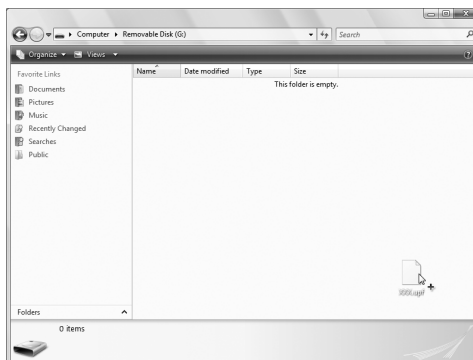 Computer ▸ Removable Disk (G:)
Search
Organize Views
Favorite Links
Documents
Pictures
Music
Recently Changed
Searches
Public
Name Date modified Type Size
This folder is empty.
Folders
0 items